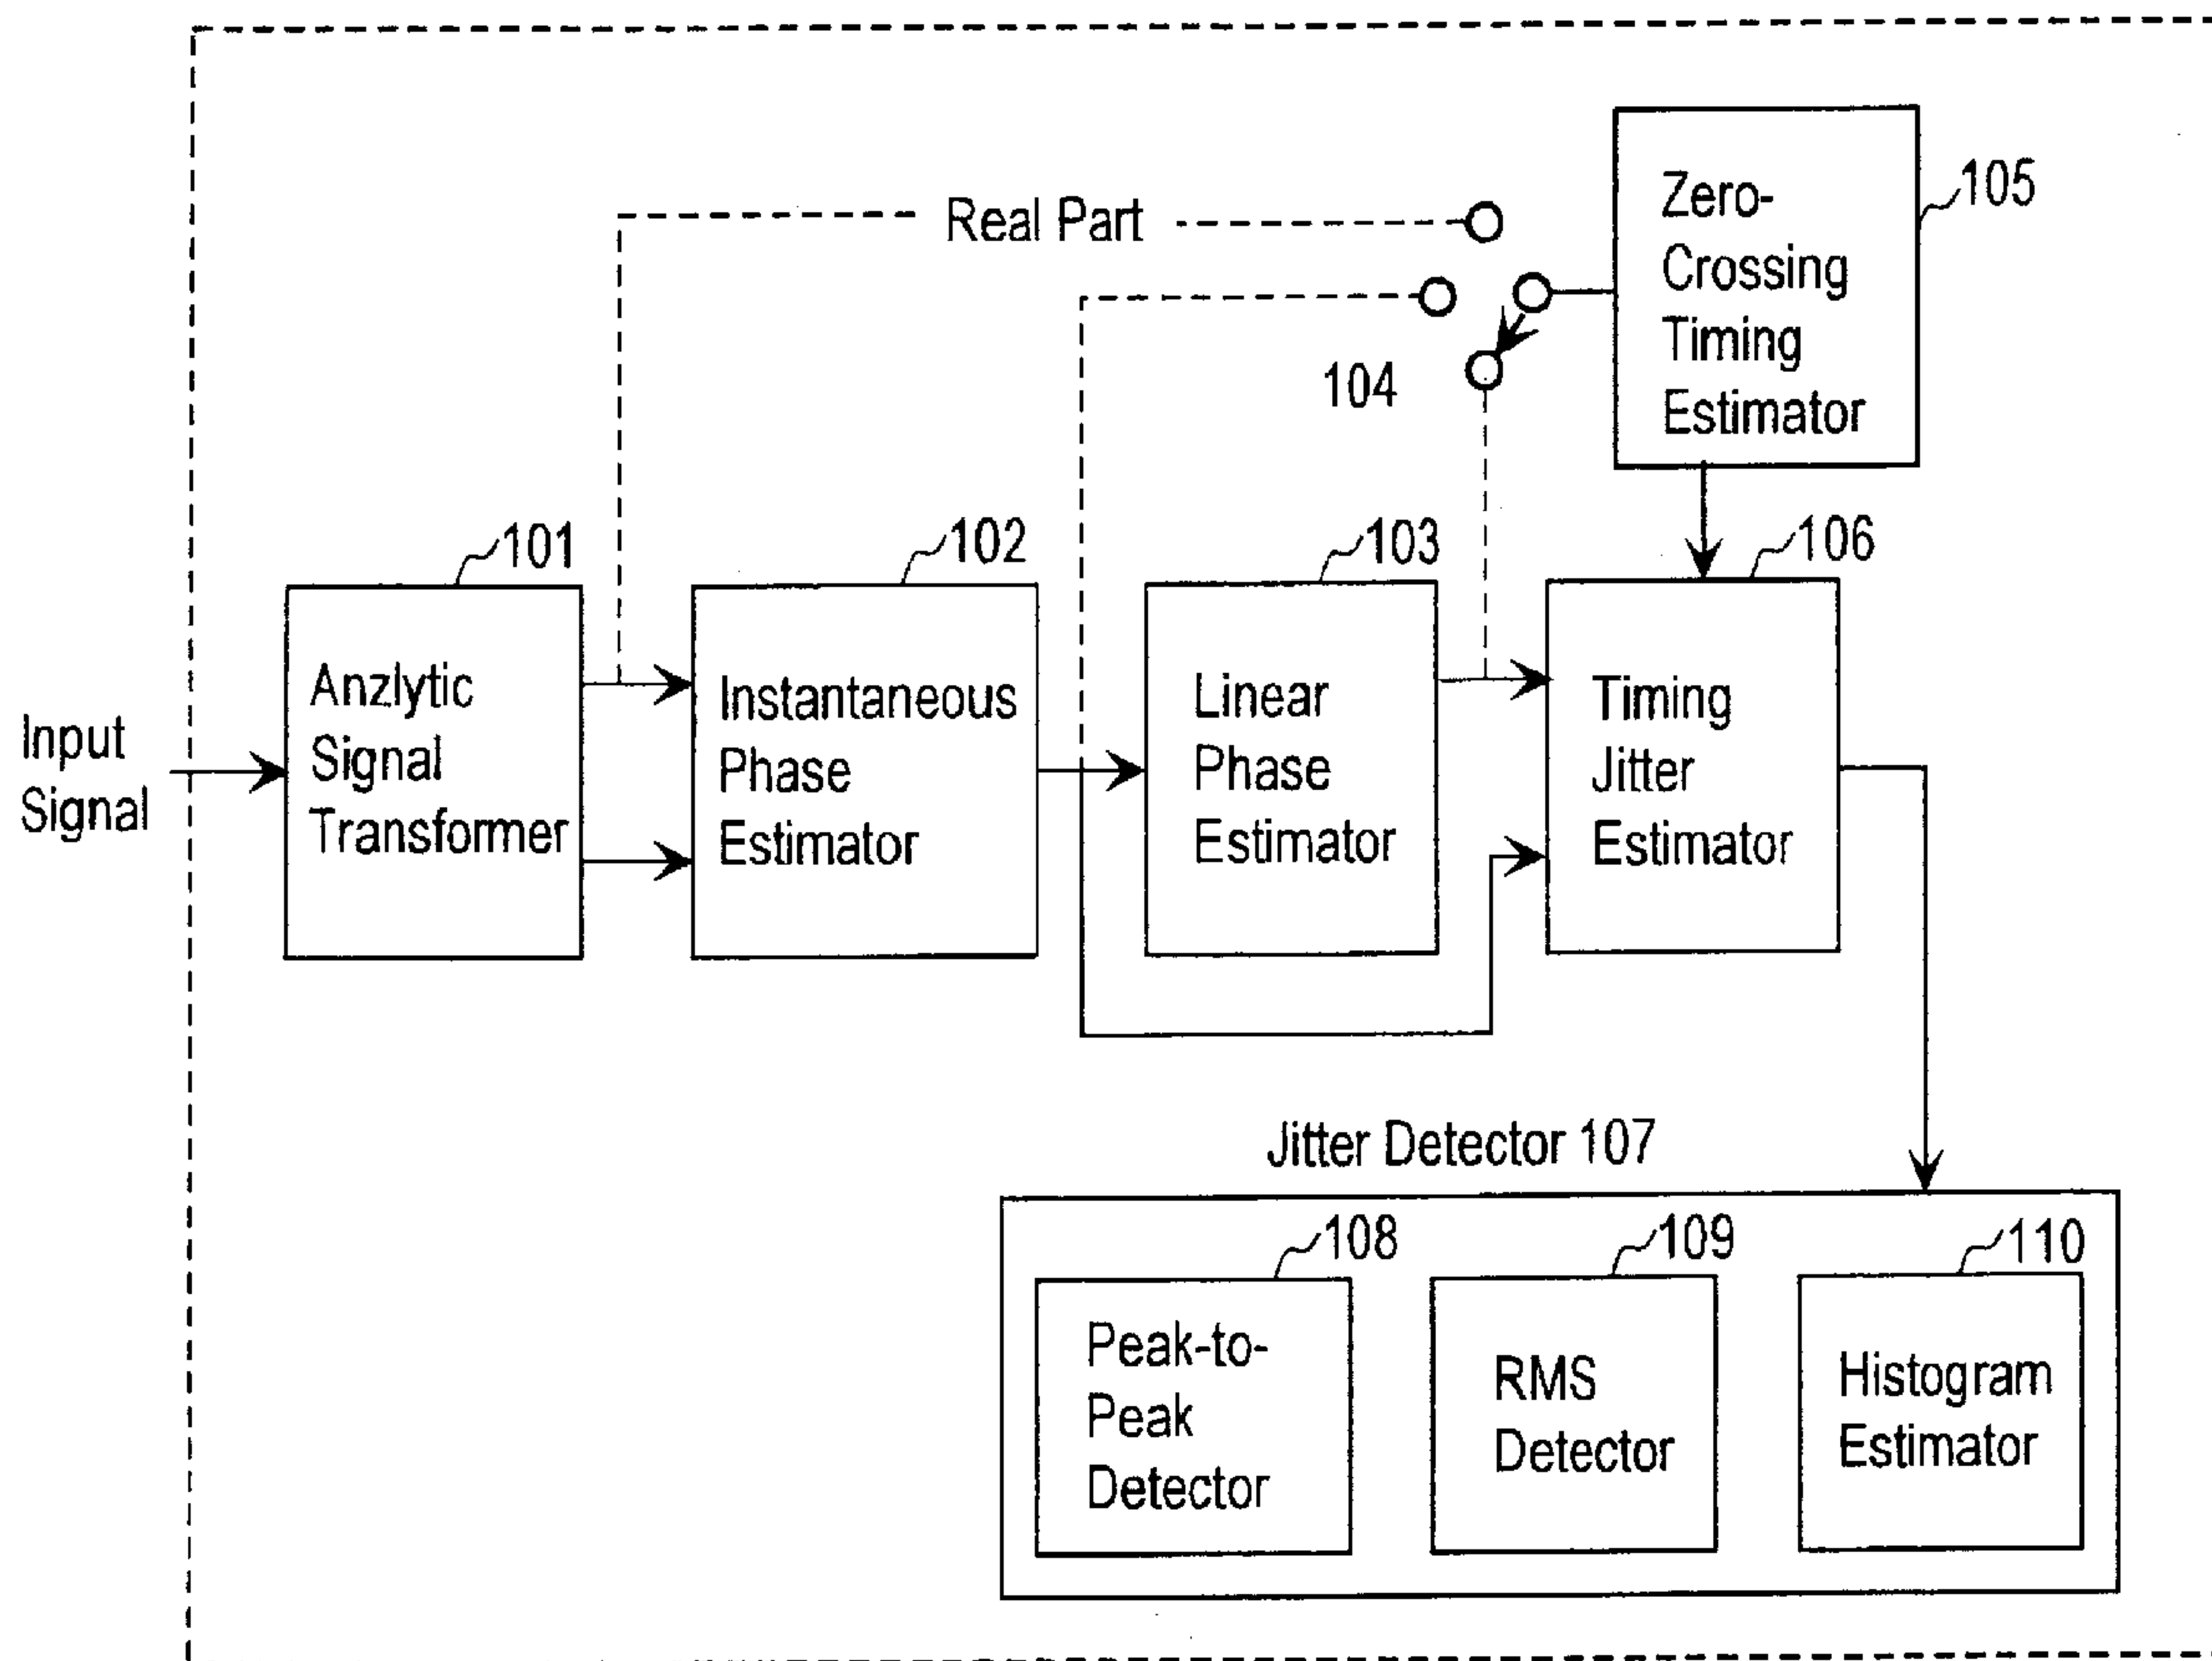 Real Part
Zero-
Crossing
Timing
Estimator
105
104
101
102
103
106
Input
Signal
Anzlytic
Signal
Transformer
Instantaneous
Phase
Estimator
Linear
Phase
Estimator
Timing
Jitter
Estimator
Jitter Detector 107
108
109
110
Peak-to-
Peak
Detector
RMS
Detector
Histogram
Estimator